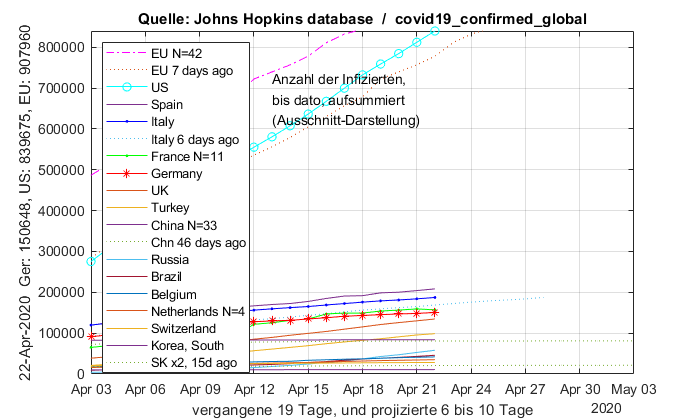 Quelle: Johns Hopkins database / covid19_confirmed_global
22-Apr-2020 Ger: 150648, US: 839675, EU: 907960
800000
700000
600000
500000
400000
300000
200000
100000
0
EU N=42
EU 7 days ago
US
Spain
Italy
Italy 6 days ago
France N=11
Germany
UK
Turkey
China N=33
Chn 46 days ago
Russia
Brazil
Belgium
Netherlands N=4
Switzerland
Korea, South
SK x2, 15d ago
Anzahl der Infizierten,
bis dato, aufsummiert
(Ausschnitt-Darstellung)
Apr 03 Apr 06 Apr 09 Apr 12 Apr 15 Apr 18 Apr 21 Apr 24 Apr 27 Apr 30 May 03
2020
vergangene 19 Tage, und projizierte 6 bis 10 Tage